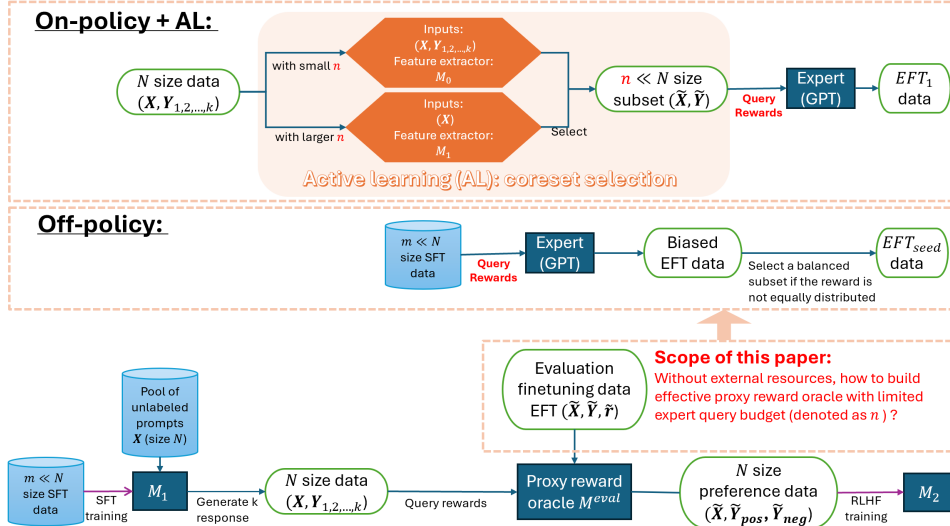 On-policy + AL:
N size data
(X, Y₁,₂,...,ₖ)
with small n
with larger n
Inputs:
(X, Y₁,₂,...,ₖ)
Feature extractor:
M₀
Inputs:
(X)
Feature extractor:
M₁
Select
Active learning (AL): coreset selection
n ≪ N size
subset (X̃, Ỹ)
Query
Rewards
Expert
(GPT)
EFT₁
data
Off-policy:
m ≪ N
size SFT
data
Query
Rewards
Expert
(GPT)
Biased
EFT data
Select a balanced
subset if the reward is
not equally distributed
EFT_seed
data
Scope of this paper:
Without external resources, how to build
effective proxy reward oracle with limited
expert query budget (denoted as n) ?
Evaluation
finetuning data
EFT (X̃, Ỹ, r̃)
Pool of
unlabeled
prompts
X (size N)
m ≪ N
size SFT
data
SFT
training
M₁
Generate k
response
N size data
(X, Y₁,₂,...,ₖ)
Query rewards
Proxy reward
oracle M^eval
N size
preference data
(X̃, Ỹ_pos, Ỹ_neg)
RLHF
training
M₂